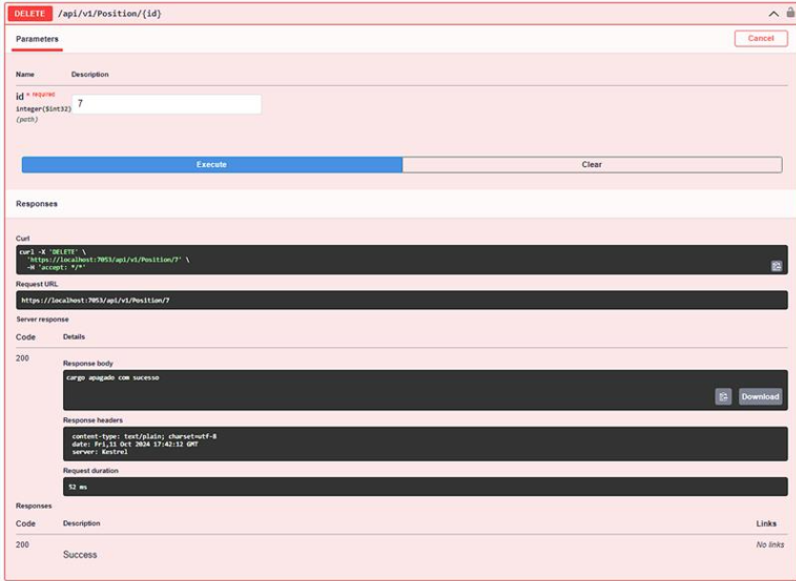 DELETE /api/v1/Position/{id}
Parameters
Cancel
Name Description
id * required
integer($int32)
(path)
7
Execute Clear
Responses
Curl
curl -X 'DELETE' \
'https://localhost:7053/api/v1/Position/7' \
-H 'accept: */*'
Request URL
https://localhost:7053/api/v1/Position/7
Server response
Code Details
200
Response body
cargo apagado com sucesso
Download
Response headers
content-type: text/plain; charset=utf-8
date: Fri,11 Oct 2024 17:42:12 GMT
server: Kestrel
Request duration
52 ms
Responses
Code Description Links
200 Success No links